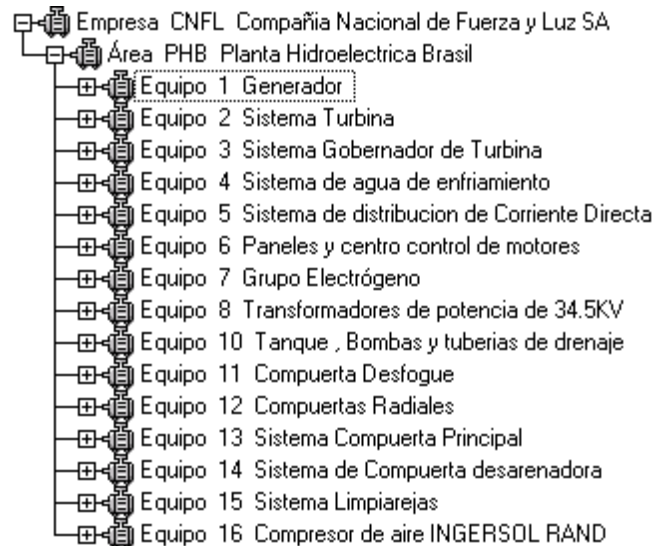 Empresa CNFL Compañia Nacional de Fuerza y Luz SA
Área PHB Planta Hidroelectrica Brasil
Equipo 1 Generador
Equipo 2 Sistema Turbina
Equipo 3 Sistema Gobernador de Turbina
Equipo 4 Sistema de agua de enfriamiento
Equipo 5 Sistema de distribucion de Corriente Directa
Equipo 6 Paneles y centro control de motores
Equipo 7 Grupo Electrógeno
Equipo 8 Transformadores de potencia de 34.5KV
Equipo 10 Tanque , Bombas y tuberias de drenaje
Equipo 11 Compuerta Desfogue
Equipo 12 Compuertas Radiales
Equipo 13 Sistema Compuerta Principal
Equipo 14 Sistema de Compuerta desarenadora
Equipo 15 Sistema Limpiarejas
Equipo 16 Compresor de aire INGERSOL RAND